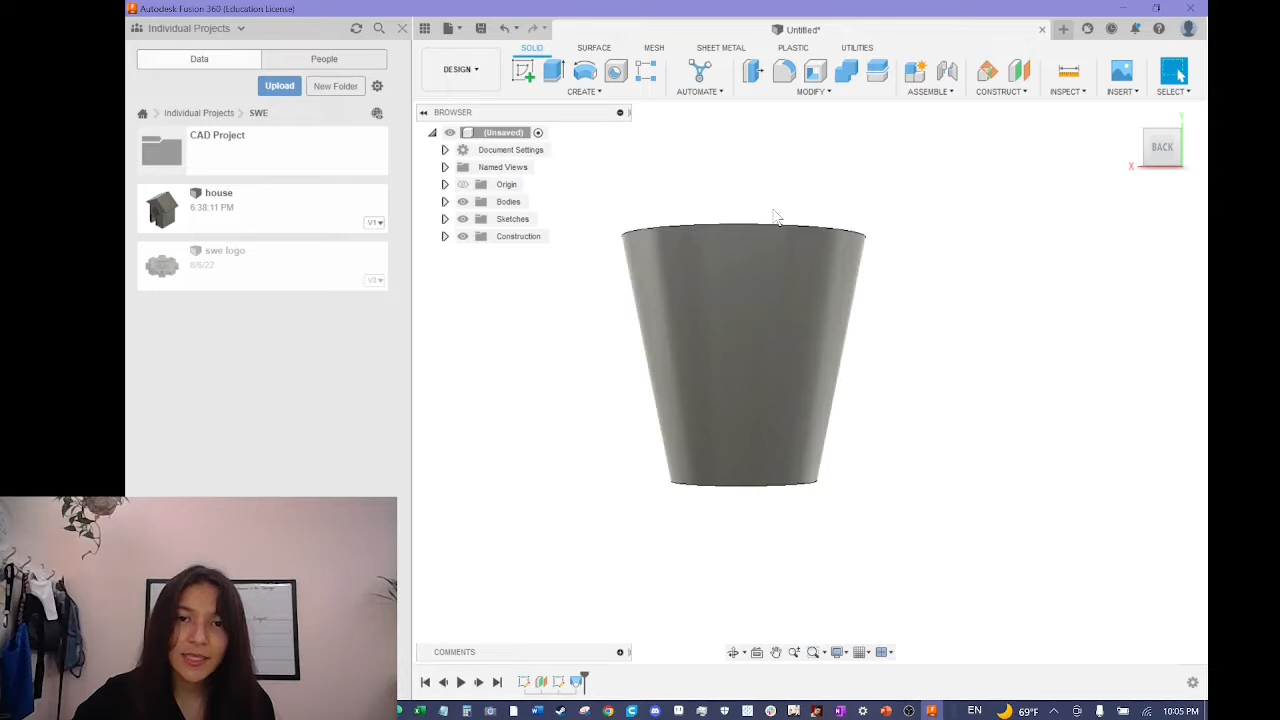 Autodesk Fusion 360 (Education License)
Individual Projects
Untitled*
Data
People
Upload
New Folder
Individual Projects
SWE
CAD Project
house
6:38:11 PM
V1
swe logo
8/6/22
DESIGN
SOLID
SURFACE
MESH
SHEET METAL
PLASTIC
UTILITIES
CREATE
AUTOMATE
MODIFY
ASSEMBLE
CONSTRUCT
INSPECT
INSERT
SELECT
BROWSER
(Unsaved)
Document Settings
Named Views
Origin
Bodies
Sketches
Construction
Y
BACK
X
COMMENTS
69°F
EN
10:05 PM